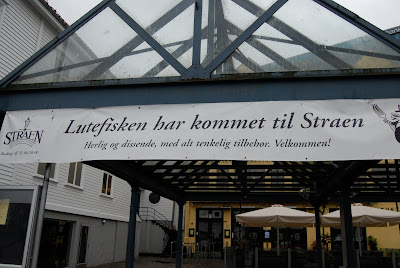 STRAEN
Lutefisken har kommet til Straen
Herlig og dissende, med alt tenkelig tilbehør. Velkommen!